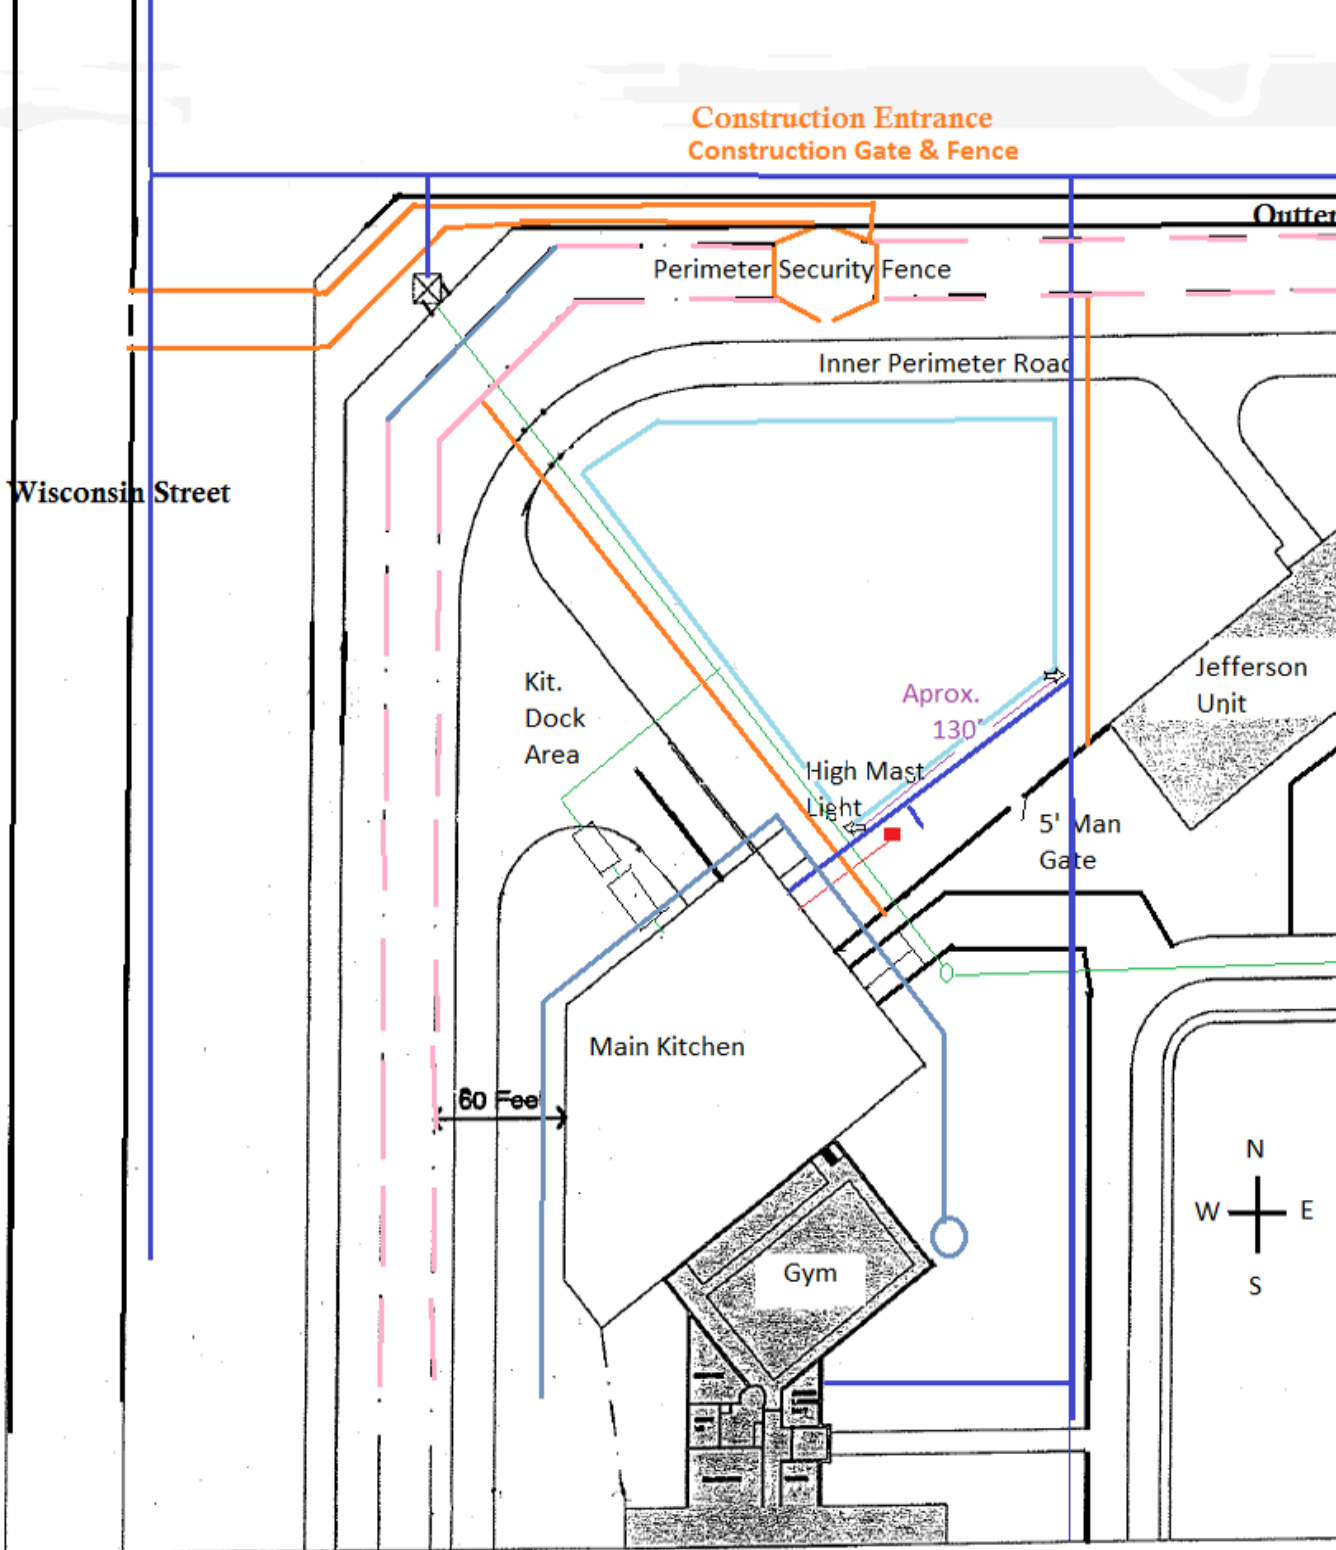 Construction Entrance
Construction Gate & Fence
Outter
Perimeter Security Fence
Inner Perimeter Road
Wisconsin Street
Jefferson
Unit
Kit.
Dock
Area
Aprox.
130'
High Mast
Light
5' Man
Gate
Main Kitchen
60 Feet
N
W E
S
Gym